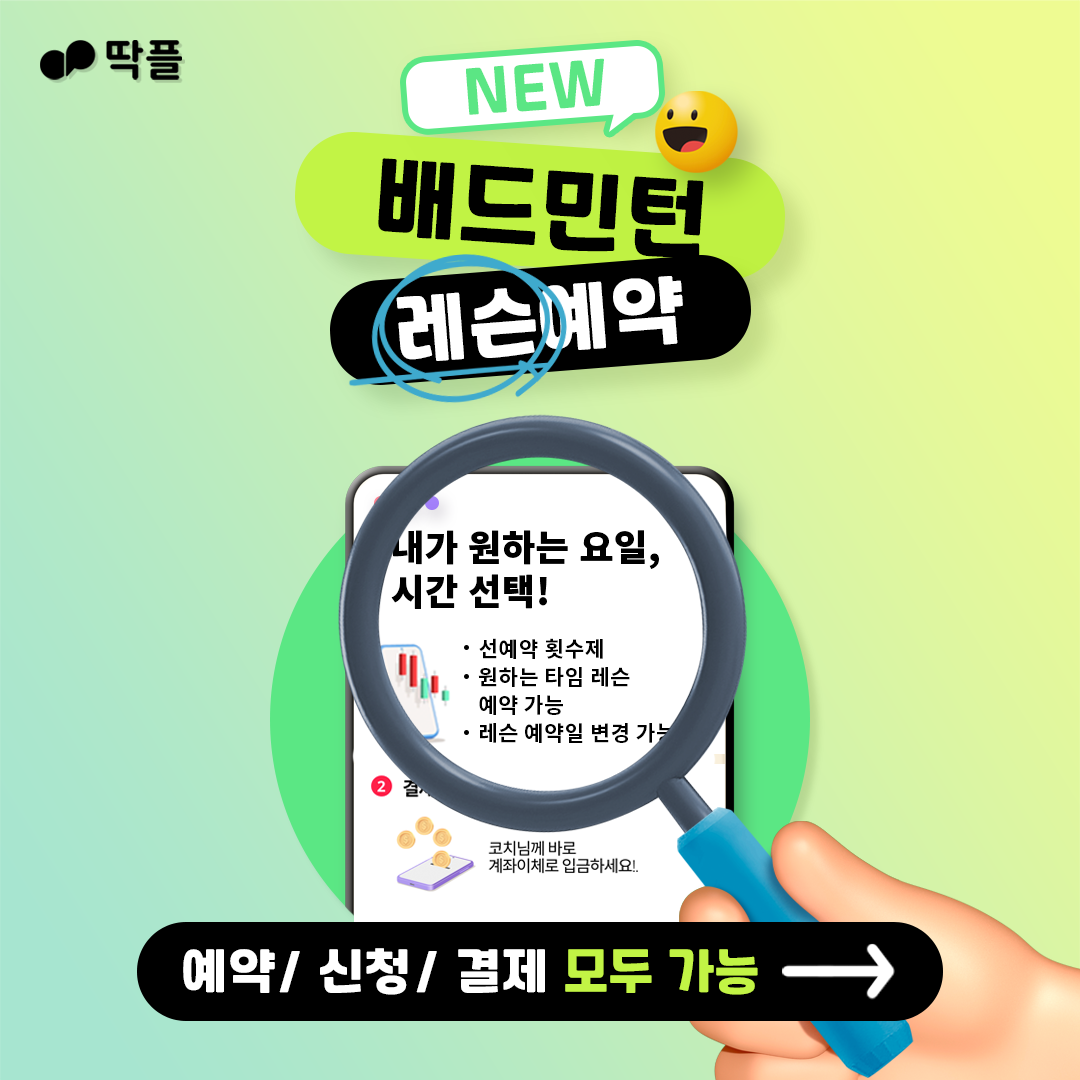 딱플
NEW
배드민턴
레슨예약
내가 원하는 요일,
시간 선택!
• 선예약 횟수제
• 원하는 타임 레슨
예약 가능
• 레슨 예약일 변경 가능
2
코치님께 바로
계좌이체로 입금하세요!.
예약/ 신청/ 결제 모두 가능